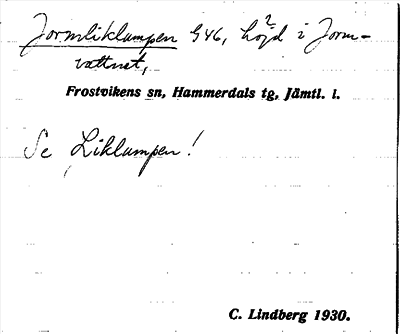 Jormliklumpen G46, höjd i Jorm-
vattnet,
Frostvikens sn, Hammerdals tg, Jämtl. l.
Se Liklumpen!
C. Lindberg 1930.